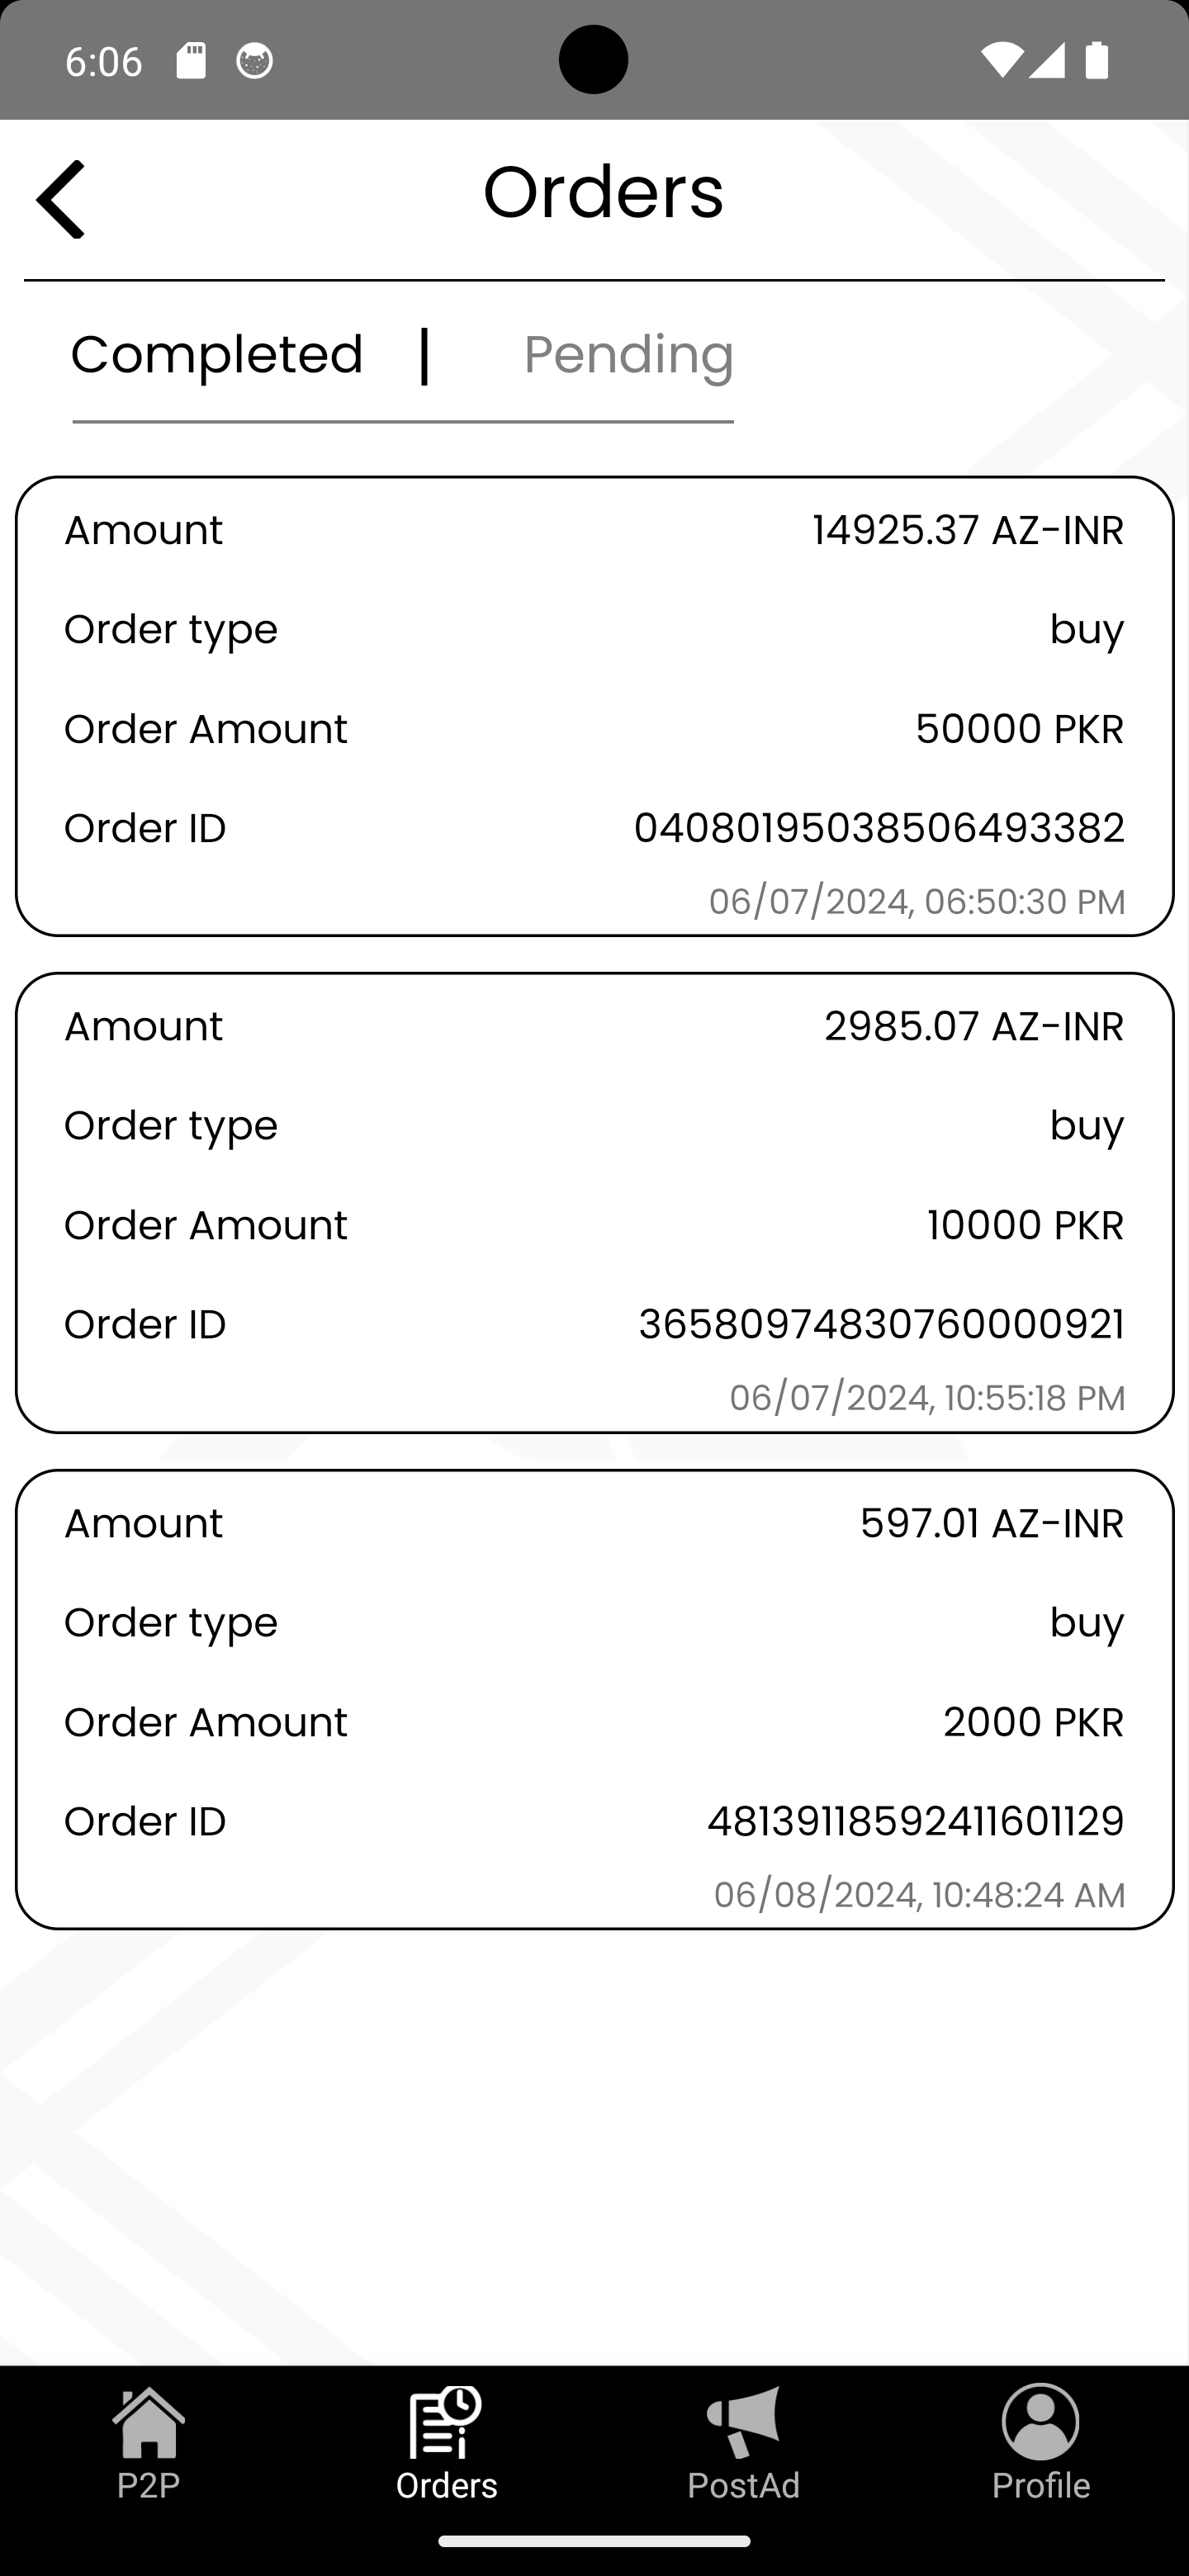 6:06
Orders
Completed | Pending
Amount 14925.37 AZ-INR
Order type buy
Order Amount 50000 PKR
Order ID 04080195038506493382
06/07/2024, 06:50:30 PM
Amount 2985.07 AZ-INR
Order type buy
Order Amount 10000 PKR
Order ID 36580974830760000921
06/07/2024, 10:55:18 PM
Amount 597.01 AZ-INR
Order type buy
Order Amount 2000 PKR
Order ID 48139118592411601129
06/08/2024, 10:48:24 AM
P2P Orders PostAd Profile